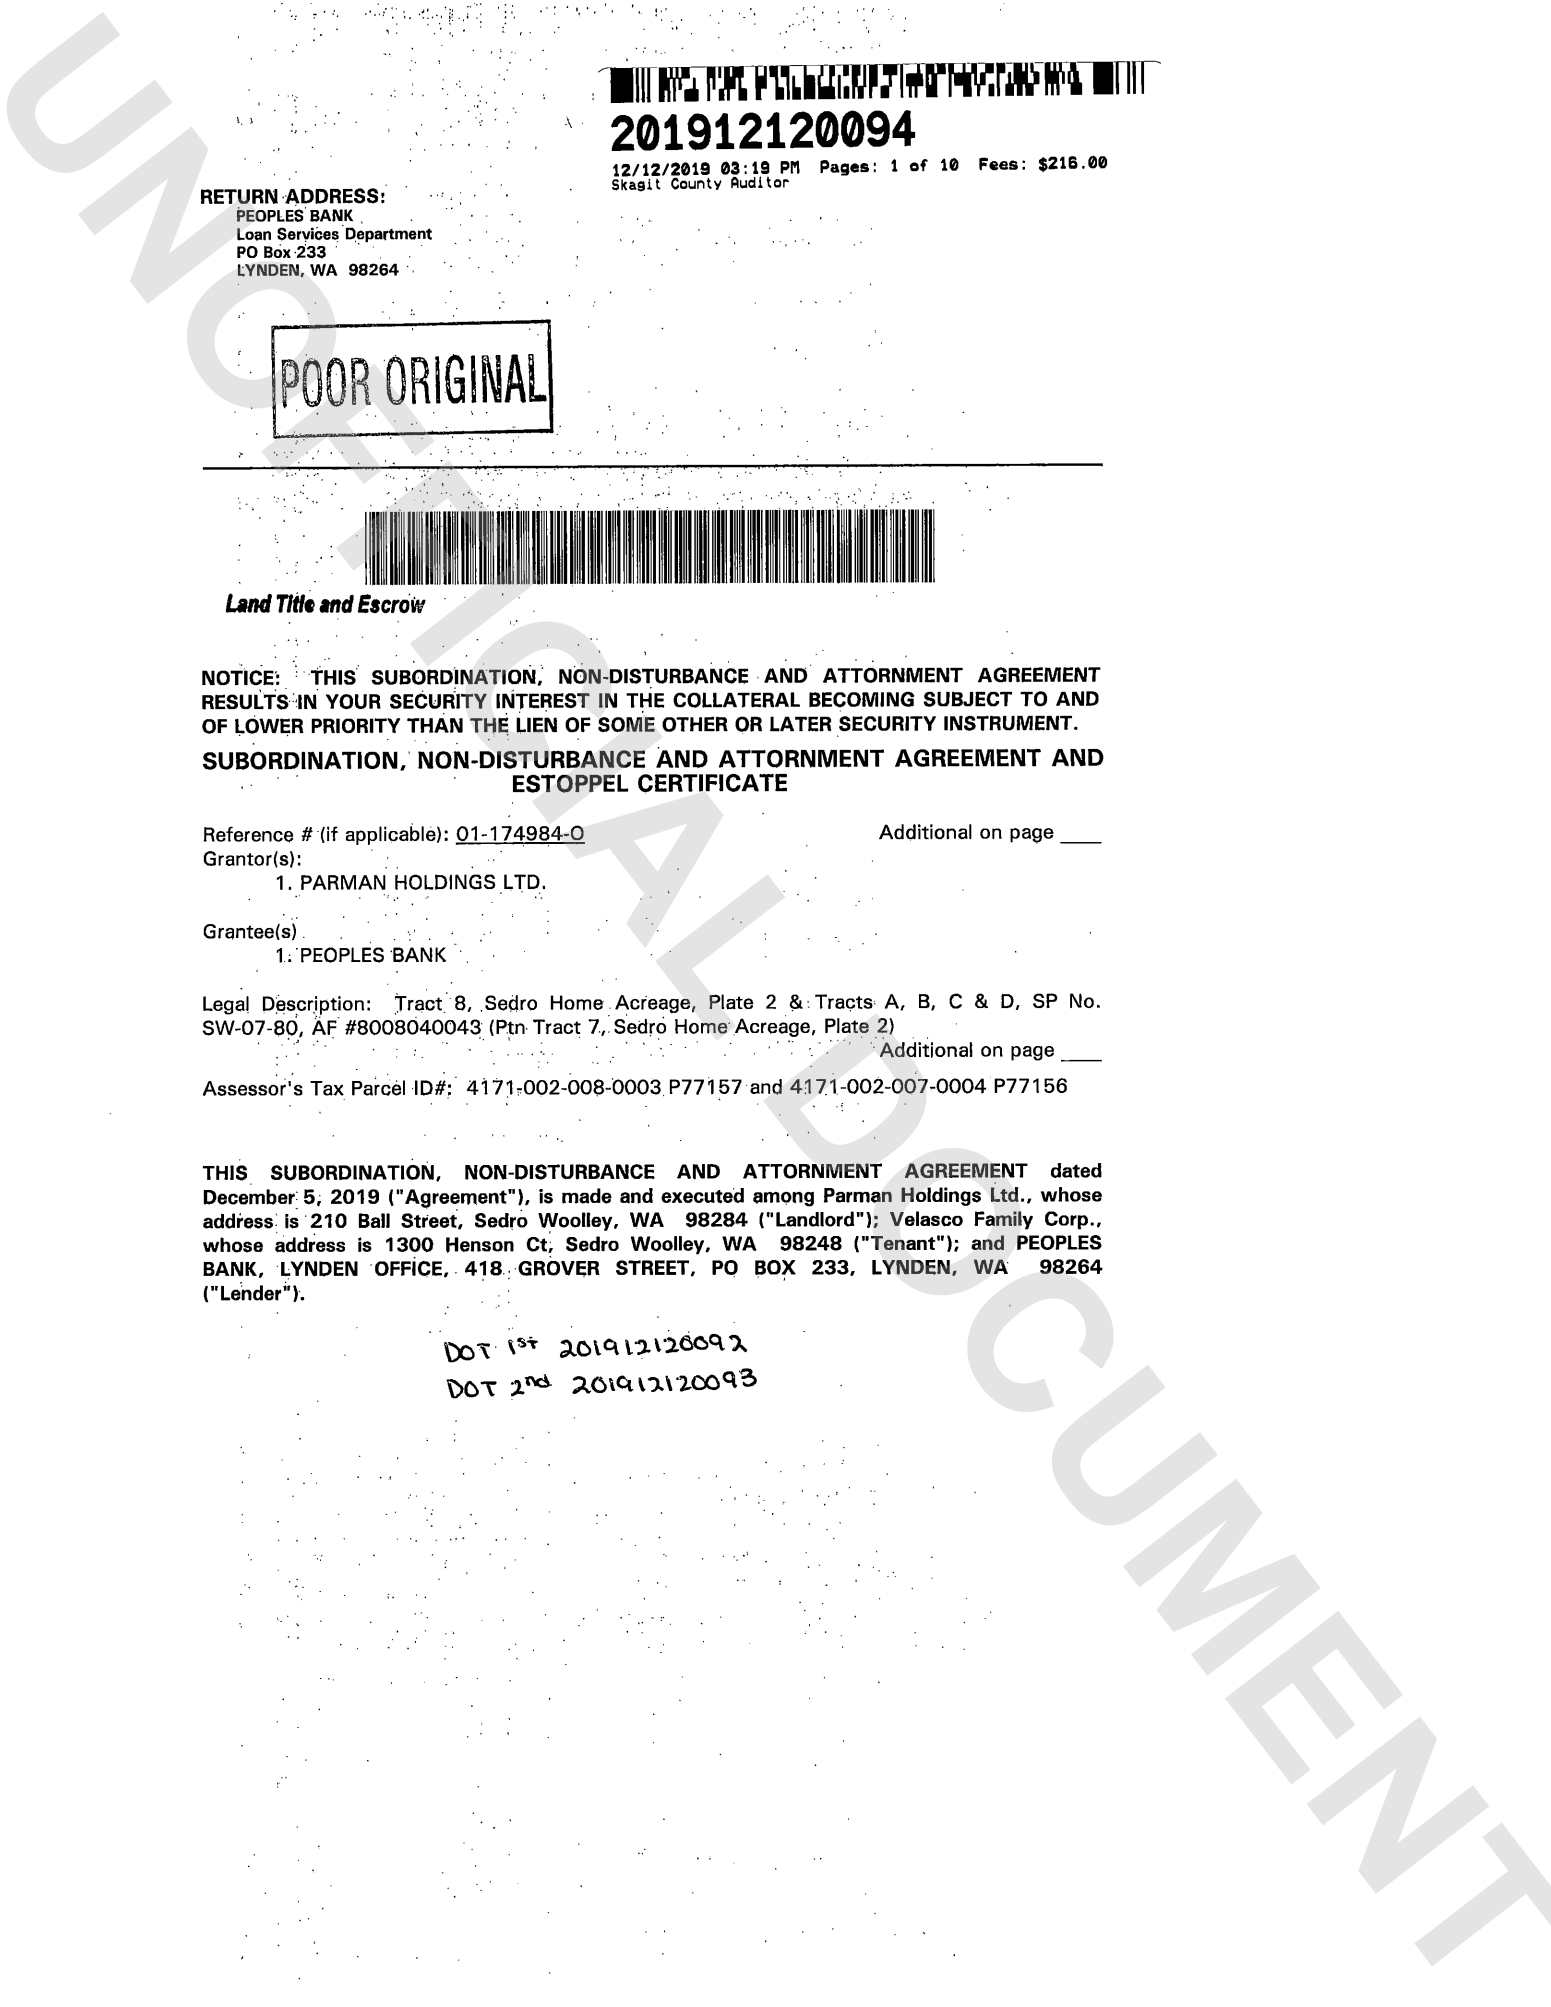 201912120094
12/12/2019 03:19 PM Pages: 1 of 10 Fees: $216.00
Skagit County Auditor
RETURN ADDRESS:
PEOPLES BANK
Loan Services Department
PO Box 233
LYNDEN, WA 98264
POOR ORIGINAL
Land Title and Escrow
NOTICE: THIS SUBORDINATION, NON-DISTURBANCE AND ATTORNMENT AGREEMENT
RESULTS IN YOUR SECURITY INTEREST IN THE COLLATERAL BECOMING SUBJECT TO AND
OF LOWER PRIORITY THAN THE LIEN OF SOME OTHER OR LATER SECURITY INSTRUMENT.
SUBORDINATION, NON-DISTURBANCE AND ATTORNMENT AGREEMENT AND
ESTOPPEL CERTIFICATE
Reference # (if applicable): 01-174984-O Additional on page ____
Grantor(s):
1. PARMAN HOLDINGS LTD.
Grantee(s)
1. PEOPLES BANK
Legal Description: Tract 8, Sedro Home Acreage, Plate 2 & Tracts A, B, C & D, SP No.
SW-07-80, AF #8008040043 (Ptn Tract 7, Sedro Home Acreage, Plate 2)
Additional on page ____
Assessor's Tax Parcel ID#: 4171-002-008-0003 P77157 and 4171-002-007-0004 P77156
THIS SUBORDINATION, NON-DISTURBANCE AND ATTORNMENT AGREEMENT dated
December 5, 2019 ("Agreement"), is made and executed among Parman Holdings Ltd., whose
address is 210 Ball Street, Sedro Woolley, WA 98284 ("Landlord"); Velasco Family Corp.,
whose address is 1300 Henson Ct, Sedro Woolley, WA 98248 ("Tenant"); and PEOPLES
BANK, LYNDEN OFFICE, 418 GROVER STREET, PO BOX 233, LYNDEN, WA 98264
("Lender").
DOT 1st 201912120092
DOT 2nd 201912120093
UNOFFICIAL DOCUMENT